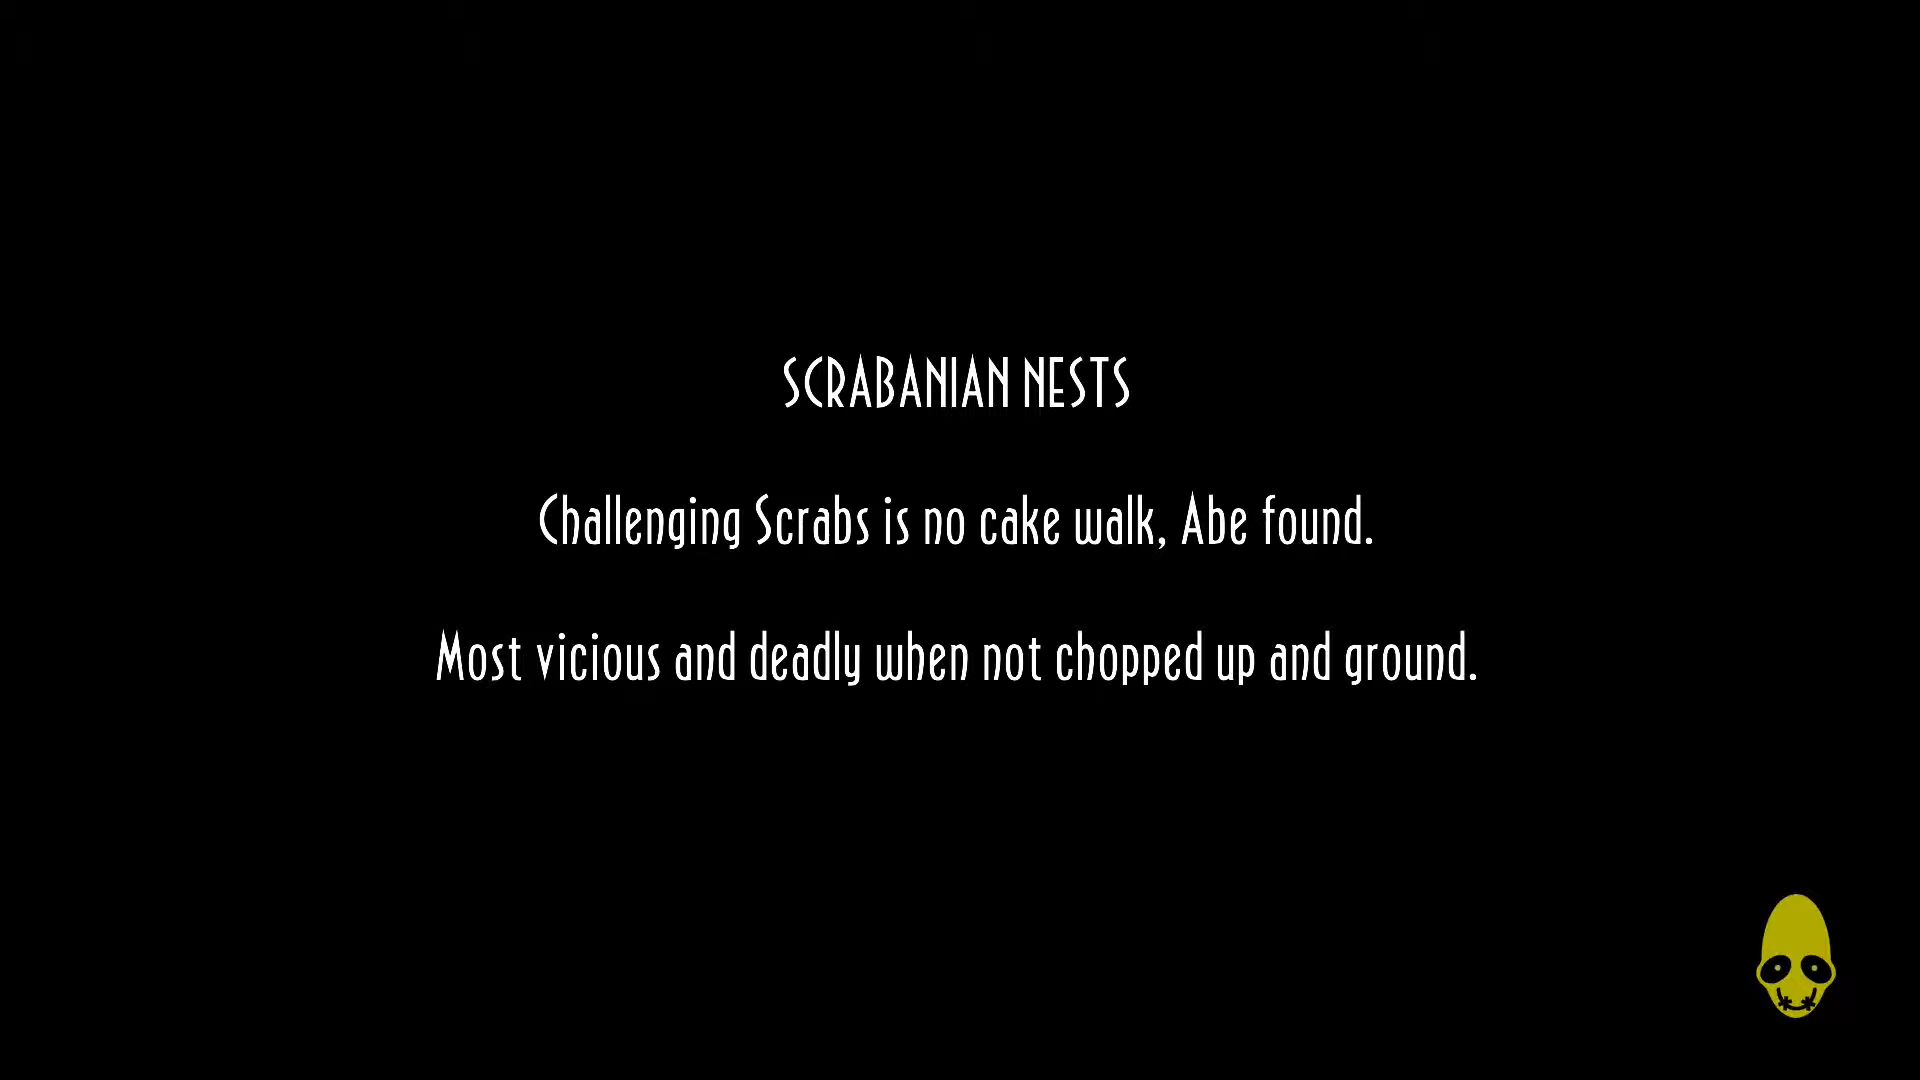 SCRABANIAN NESTS
Challenging Scrabs is no cake walk, Abe found.
Most vicious and deadly when not chopped up and ground.